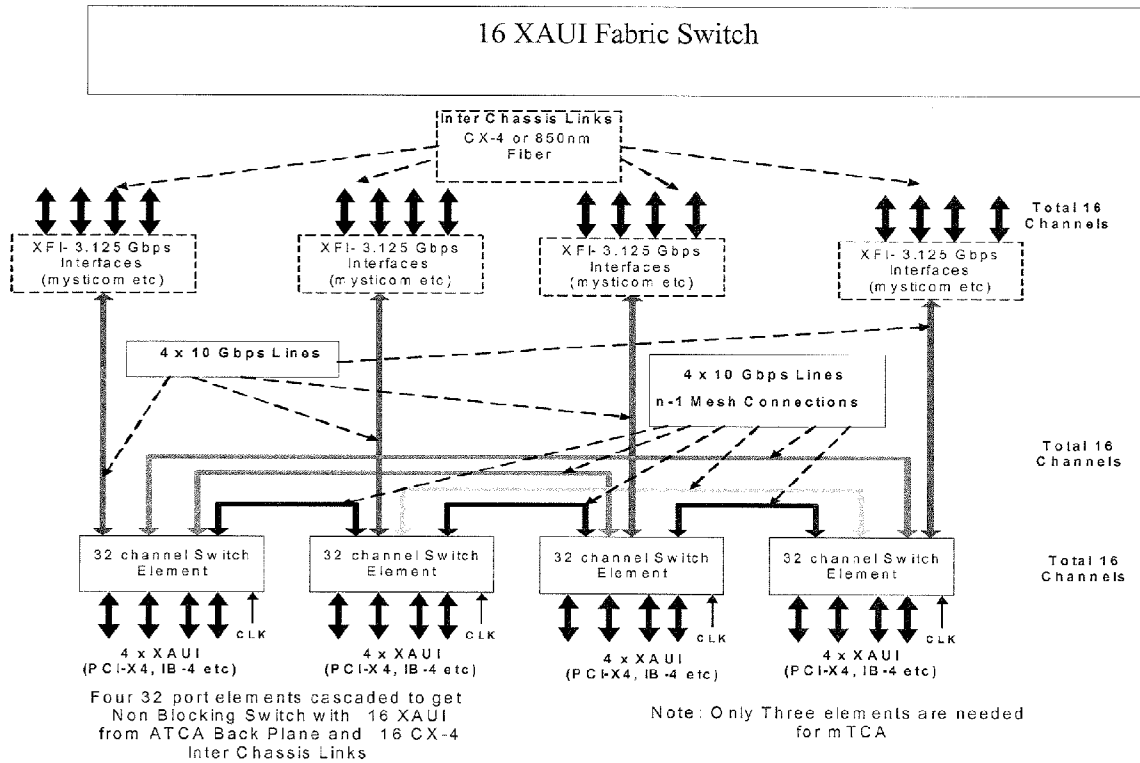 16 XAUI Fabric Switch
Inter Chassis Links
CX-4 or 850nm
Fiber
Total 16
Channels
XFI- 3.125 Gbps
Interfaces
(mysticom etc)
XFI- 3.125 Gbps
Interfaces
(mysticom etc)
XFI- 3.125 Gbps
Interfaces
(mysticom etc)
XFI- 3.125 Gbps
Interfaces
(mysticom etc)
4 x 10 Gbps Lines
4 x 10 Gbps Lines
n-1 Mesh Connections
Total 16
Channels
32 channel Switch
Element
32 channel Switch
Element
32 channel Switch
Element
32 channel Switch
Element
Total 16
Channels
CLK
CLK
CLK
CLK
4 x XAUI
(PCI-X4, IB-4 etc)
4 x XAUI
(PCI-X4, IB-4 etc)
4 x XAUI
(PCI-X4, IB-4 etc)
4 x XAUI
(PCI-X4, IB-4 etc)
Four 32 port elements cascaded to get
Non Blocking Switch with 16 XAUI
from ATCA Back Plane and 16 CX-4
Inter Chassis Links
Note: Only Three elements are needed
for mTCA